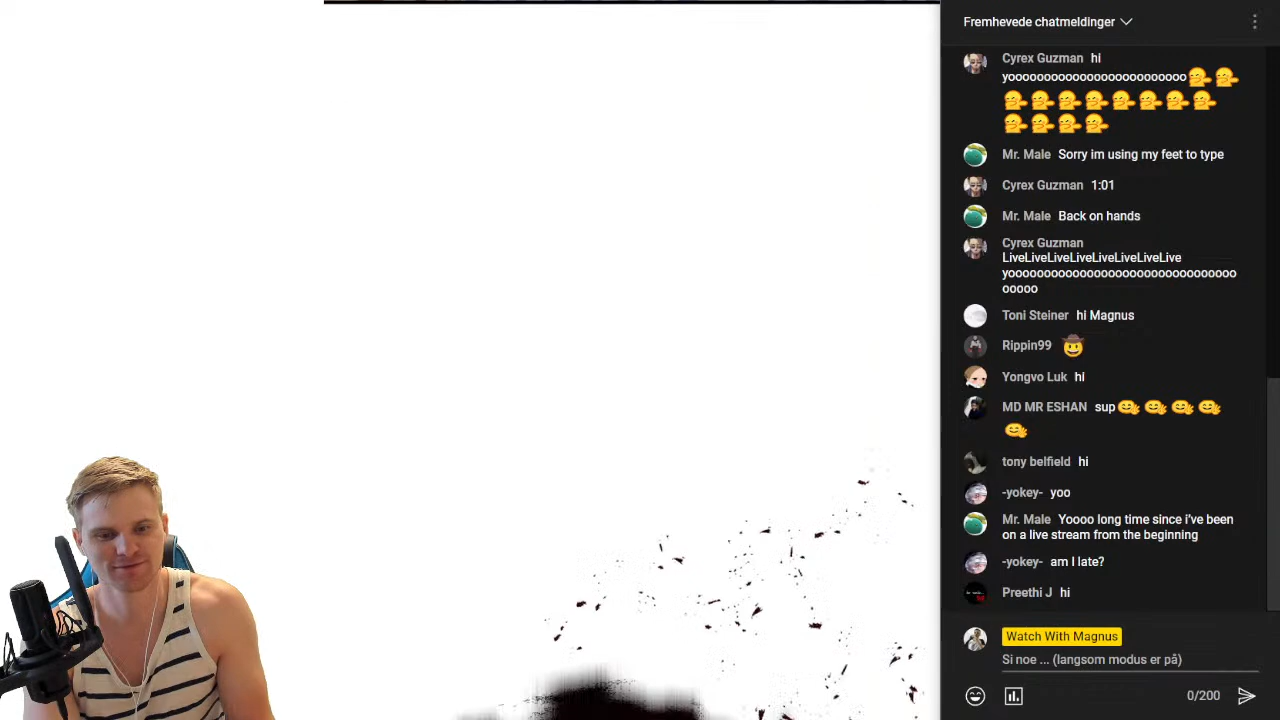 Fremhevede chatmeldinger
Cyrex Guzman hi
yooooooooooooooooooooooooo
Mr. Male Sorry im using my feet to type
Cyrex Guzman 1:01
Mr. Male Back on hands
Cyrex Guzman
LiveLiveLiveLiveLiveLiveLiveLive
yoooooooooooooooooooooooooooooooo
ooooo
Toni Steiner hi Magnus
Rippin99
Yongvo Luk hi
MD MR ESHAN sup
tony belfield hi
-yokey- yoo
Mr. Male Yoooo long time since i've been
on a live stream from the beginning
-yokey- am I late?
Preethi J hi
Watch With Magnus
Si noe ... (langsom modus er på)
0/200